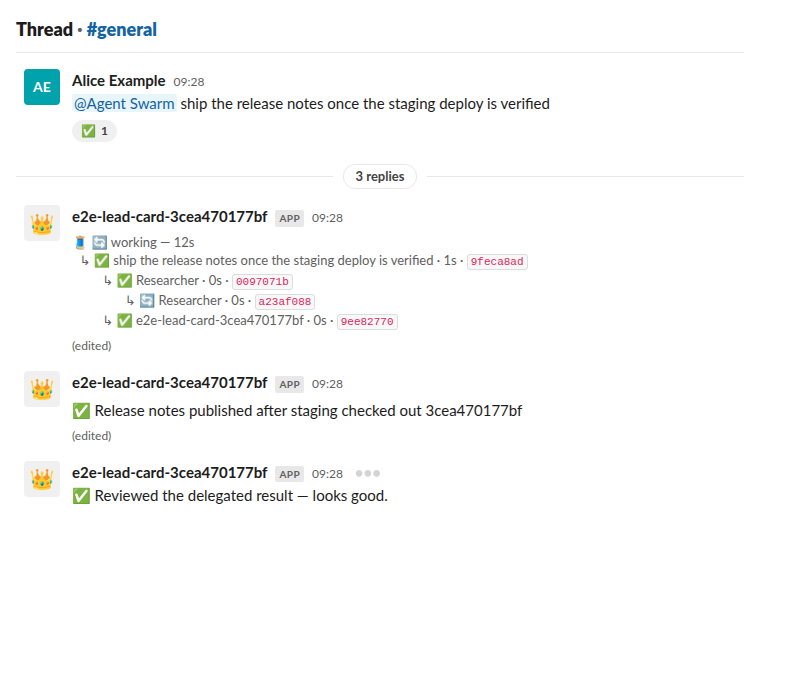 Thread • #general
AE
Alice Example 09:28
@Agent Swarm ship the release notes once the staging deploy is verified
✅ 1
3 replies
e2e-lead-card-3cea470177bf APP 09:28
🧵 🔄 working — 12s
↳ ✅ ship the release notes once the staging deploy is verified · 1s · 9feca8ad
↳ ✅ Researcher · 0s · 0097071b
↳ 🔄 Researcher · 0s · a23af088
↳ ✅ e2e-lead-card-3cea470177bf · 0s · 9ee82770
(edited)
e2e-lead-card-3cea470177bf APP 09:28
✅ Release notes published after staging checked out 3cea470177bf
(edited)
e2e-lead-card-3cea470177bf APP 09:28
✅ Reviewed the delegated result — looks good.